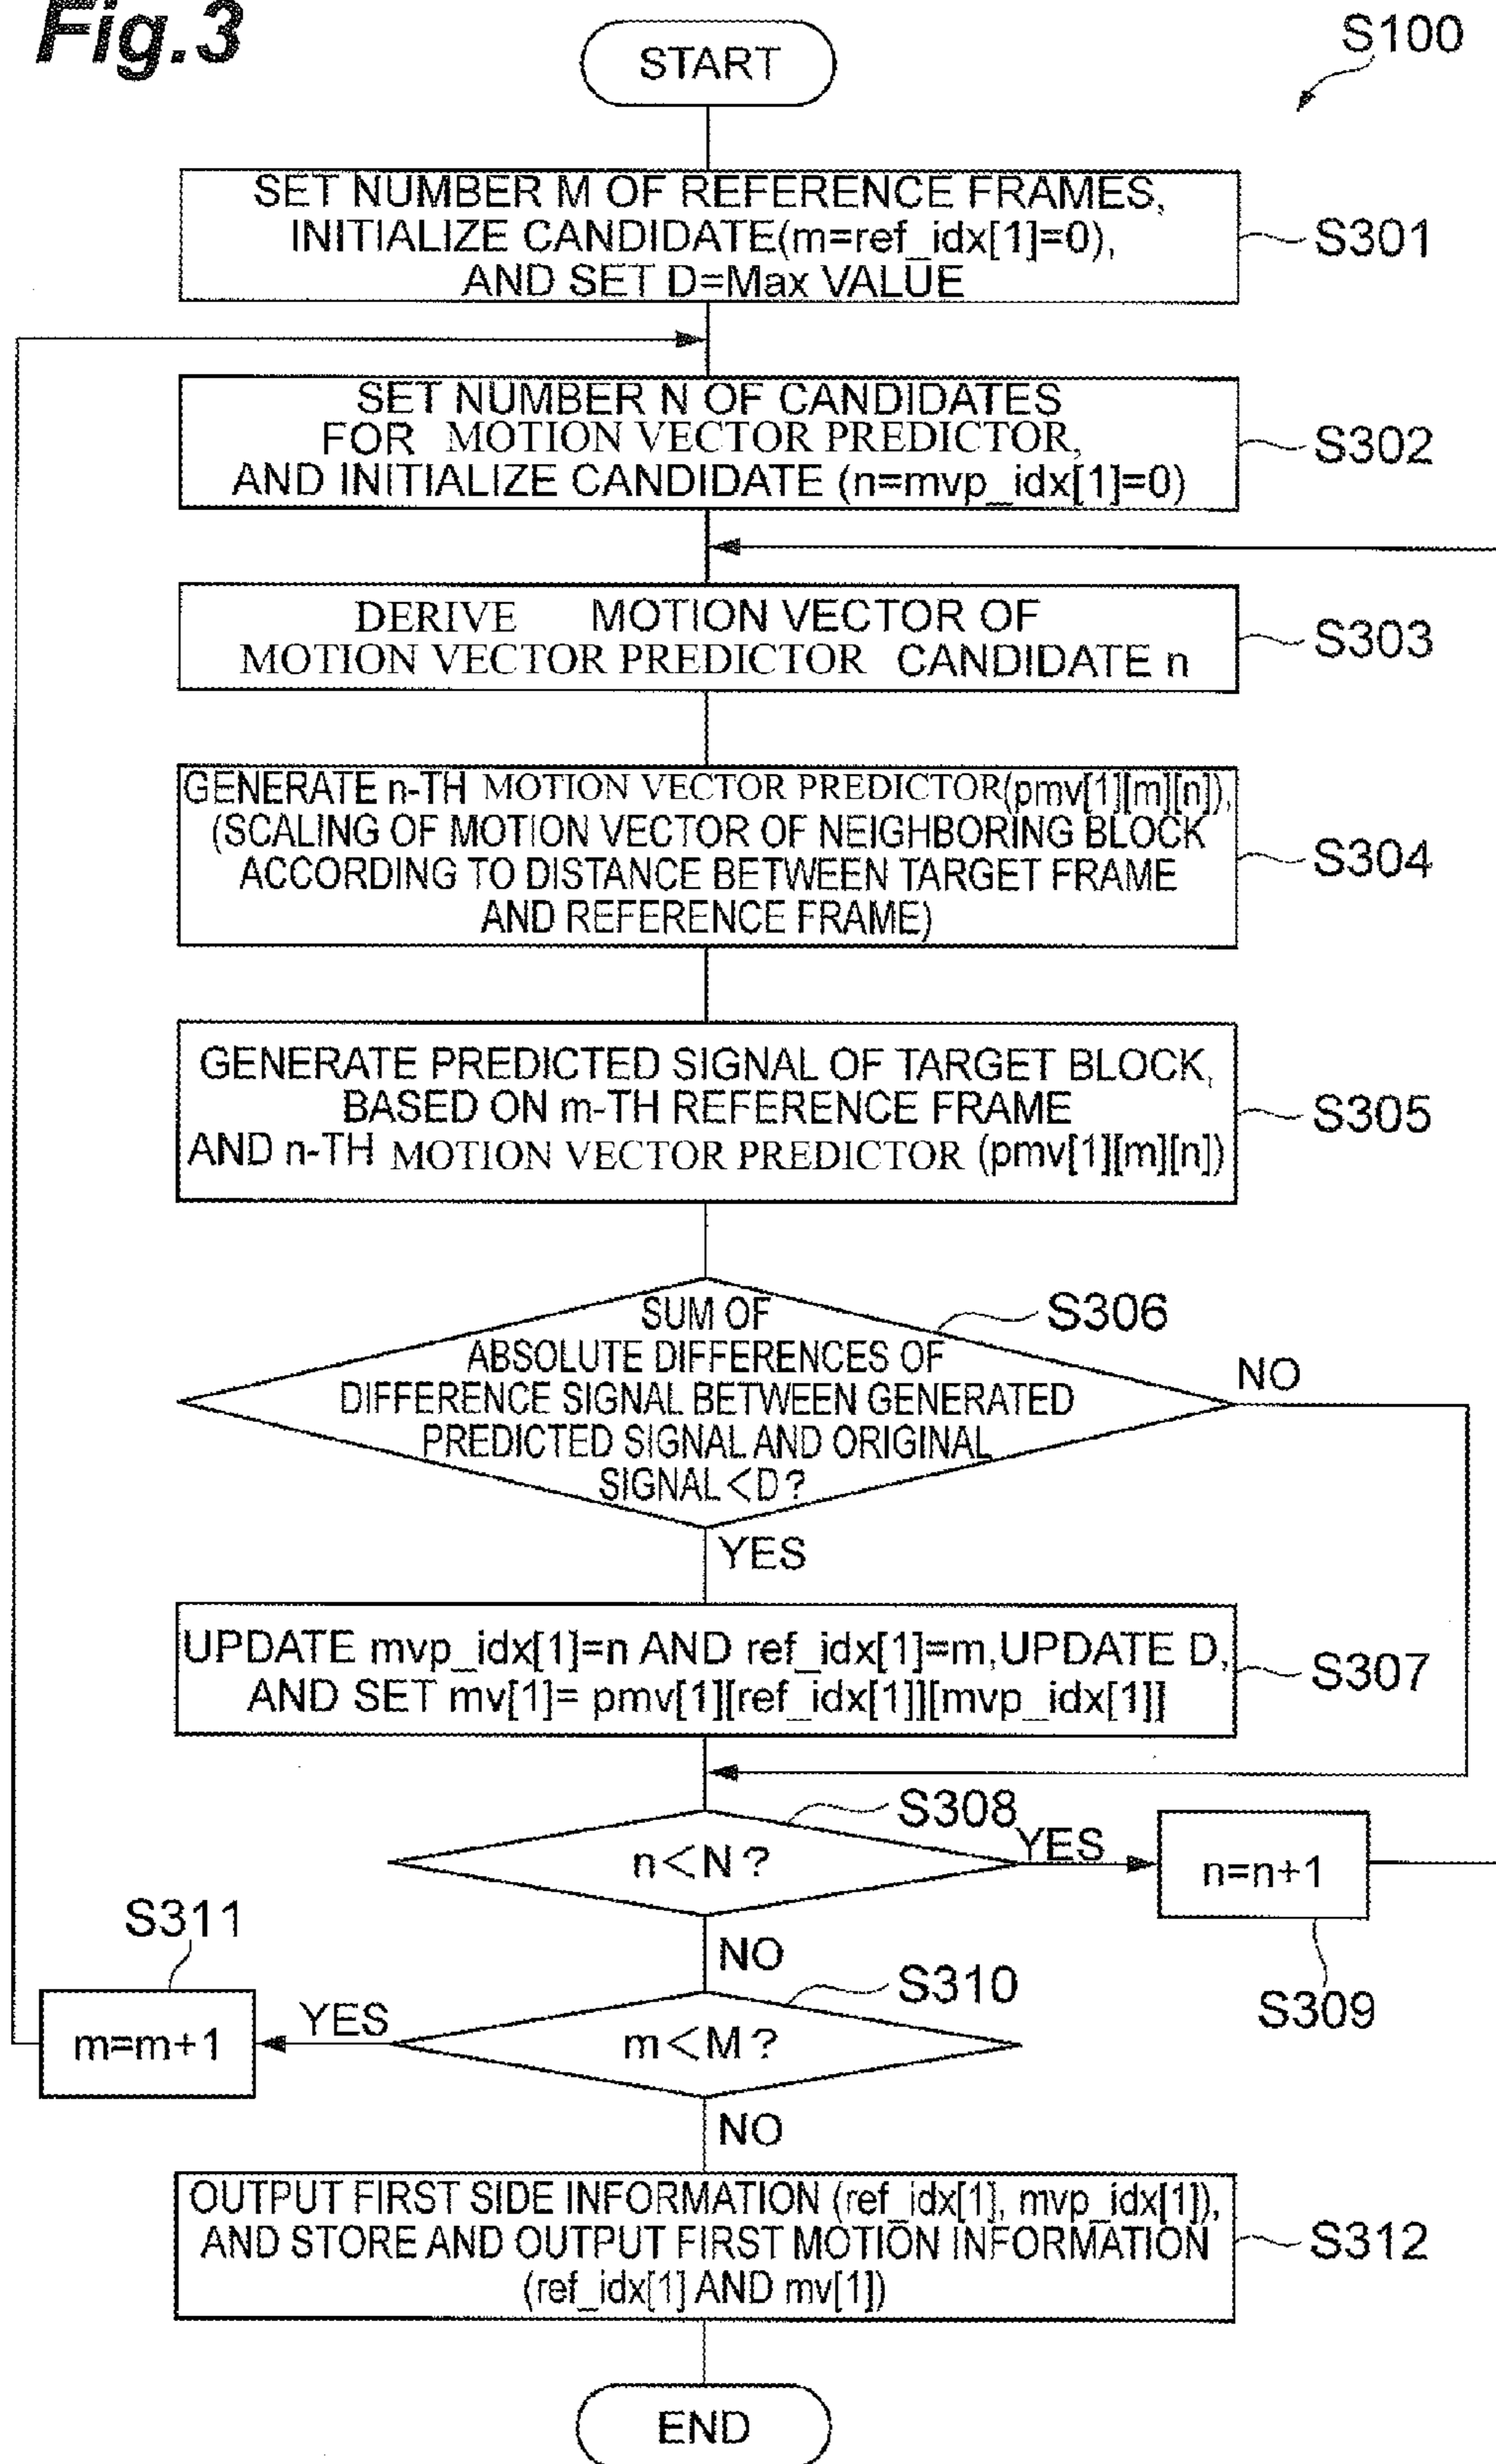 Fig.3
S100
START
SET NUMBER M OF REFERENCE FRAMES,
INITIALIZE CANDIDATE(m=ref_idx[1]=0),
AND SET D=Max VALUE
S301
SET NUMBER N OF CANDIDATES
FOR MOTION VECTOR PREDICTOR,
AND INITIALIZE CANDIDATE (n=mvp_idx[1]=0)
S302
DERIVE MOTION VECTOR OF
MOTION VECTOR PREDICTOR CANDIDATE n
S303
GENERATE n-TH MOTION VECTOR PREDICTOR(pmv[1][m][n]),
(SCALING OF MOTION VECTOR OF NEIGHBORING BLOCK
ACCORDING TO DISTANCE BETWEEN TARGET FRAME
AND REFERENCE FRAME)
S304
GENERATE PREDICTED SIGNAL OF TARGET BLOCK,
BASED ON m-TH REFERENCE FRAME
AND n-TH MOTION VECTOR PREDICTOR (pmv[1][m][n])
S305
SUM OF
ABSOLUTE DIFFERENCES OF
DIFFERENCE SIGNAL BETWEEN GENERATED
PREDICTED SIGNAL AND ORIGINAL
SIGNAL<D?
S306
NO
YES
UPDATE mvp_idx[1]=n AND ref_idx[1]=m,UPDATE D,
AND SET mv[1]= pmv[1][ref_idx[1]][mvp_idx[1]]
S307
n<N?
S308
YES
n=n+1
S309
NO
m<M?
S310
YES
m=m+1
S311
NO
OUTPUT FIRST SIDE INFORMATION (ref_idx[1], mvp_idx[1]),
AND STORE AND OUTPUT FIRST MOTION INFORMATION
(ref_idx[1] AND mv[1])
S312
END